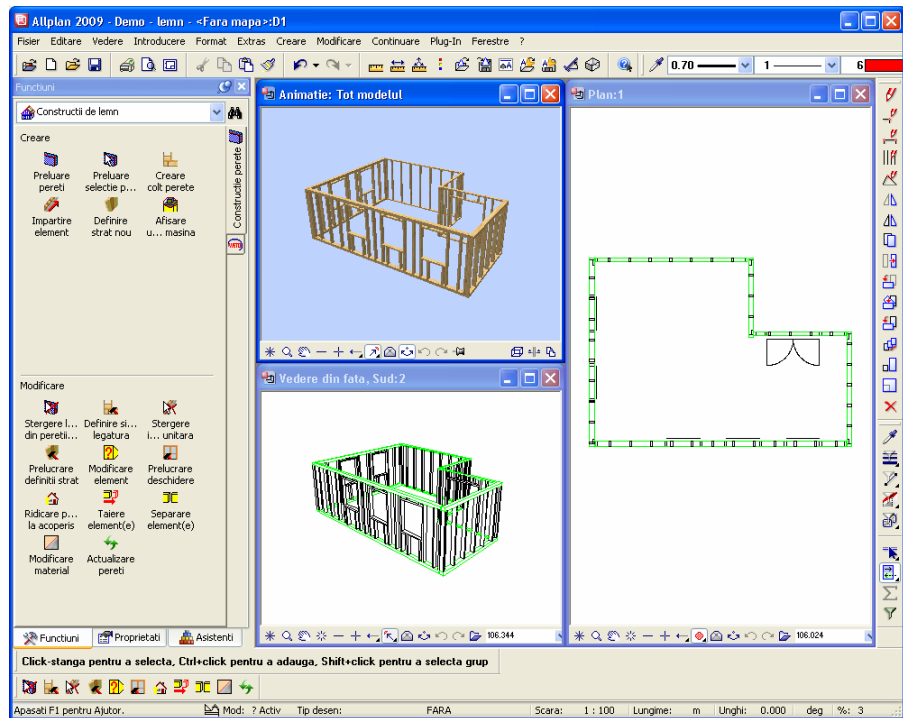 Allplan 2009 - Demo - lemn - <Fara mapa>:D1
Fisier Editare Vedere Introducere Format Extras Creare Modificare Continuare Plug-In Ferestre ?
0.70 1 6
Functiuni
Constructii de lemn
Creare
Preluare pereti
Preluare selectie p...
Creare colt perete
Impartire element
Definire strat nou
Afisare u... masina
Constructie perete
Modificare
Stergere l... din peretii...
Definire si... legatura
Stergere i... unitara
Prelucrare definitii strat
Modificare element
Prelucrare deschidere
Ridicare p... la acoperis
Taiere element(e)
Separare element(e)
Modificare material
Actualizare pereti
Functiuni Proprietati Asistenti
Animatie: Tot modelul
Vedere din fata, Sud:2
106.344
Plan:1
106.024
Click-stanga pentru a selecta, Ctrl+click pentru a adauga, Shift+click pentru a selecta grup
Apasati F1 pentru Ajutor. Mod: ? Activ Tip desen: FARA Scara: 1 : 100 Lungime: m Unghi: 0.000 deg %: 3